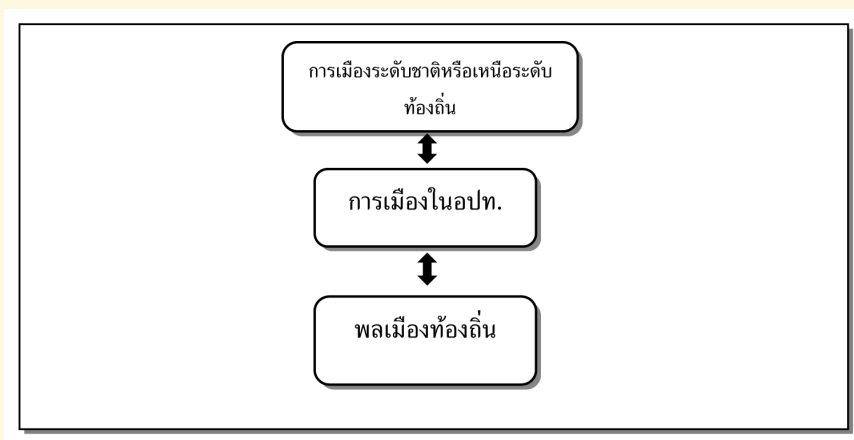 การเมืองระดับชาติหรือเหนือระดับ
ท้องถิ่น
การเมืองในอปท.
พลเมืองท้องถิ่น